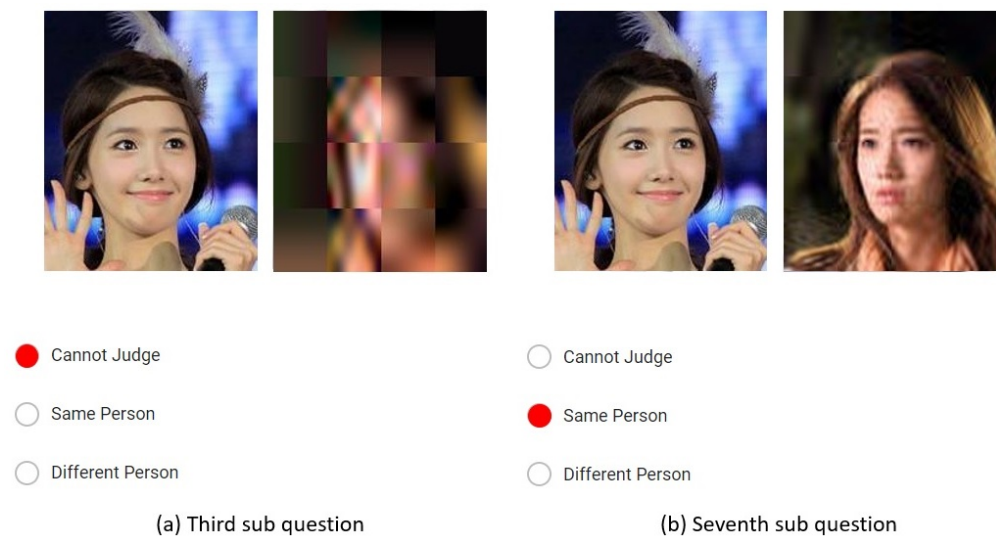 Cannot Judge
Same Person
Different Person
(a) Third sub question
Cannot Judge
Same Person
Different Person
(b) Seventh sub question